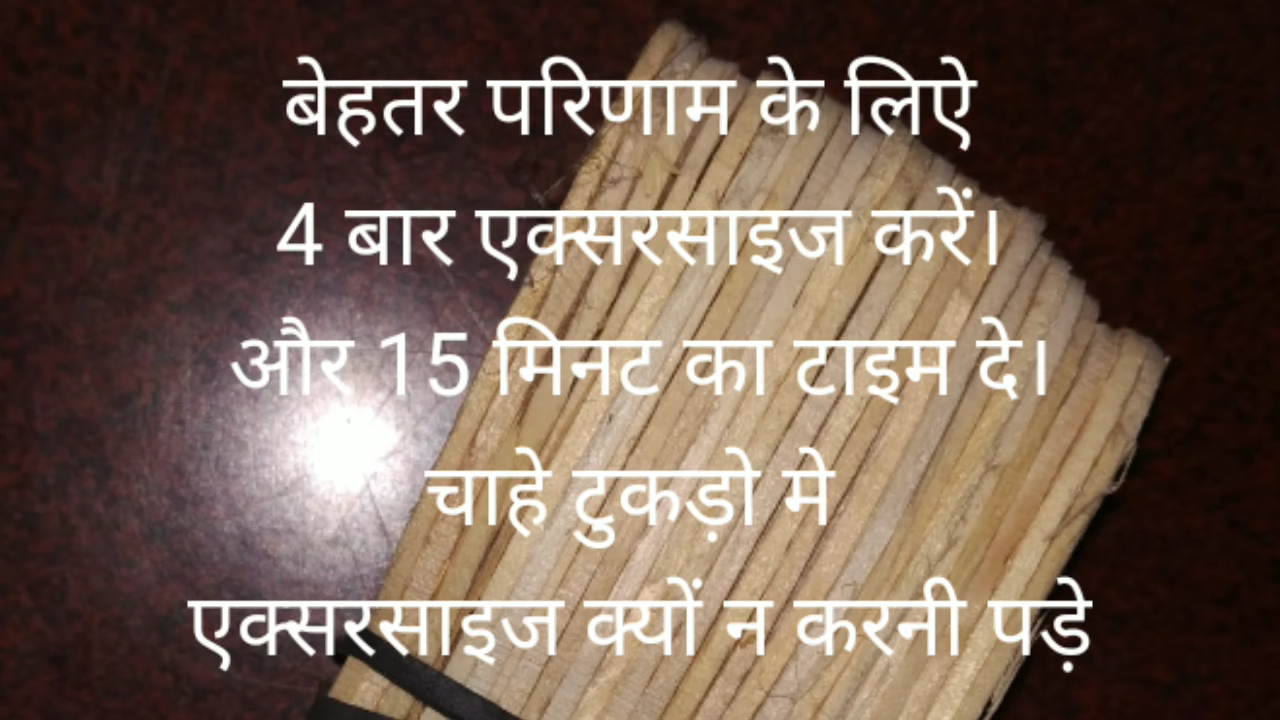 बेहतर परिणाम के लिऐ
4 बार एक्सरसाइज करें।
और 15 मिनट का टाइम दे।
चाहे टुकड़ो मे
एक्सरसाइज क्यों न करनी पड़े